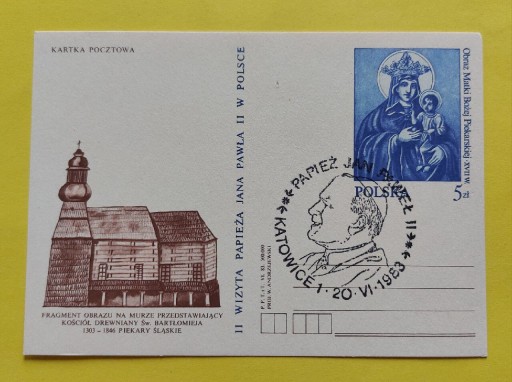 KARTKA POCZTOWA
FRAGMENT OBRAZU NA MURZE PRZEDSTAWIAJĄCY
KOŚCIÓŁ DREWNIANY Św. BARTŁOMIEJA
1303 – 1846 PIEKARY ŚLĄSKIE
II WIZYTA PAPIEŻA JANA PAWŁA II W POLSCE
PROJ. W. ANDRZEJEWSKI
Obraz Matki Bożej Piekarskiej-XVII w.
POLSKA 5 zł
PAPIEŻ JAN PAWEŁ II
KATOWICE 1 · 20·VI·1983